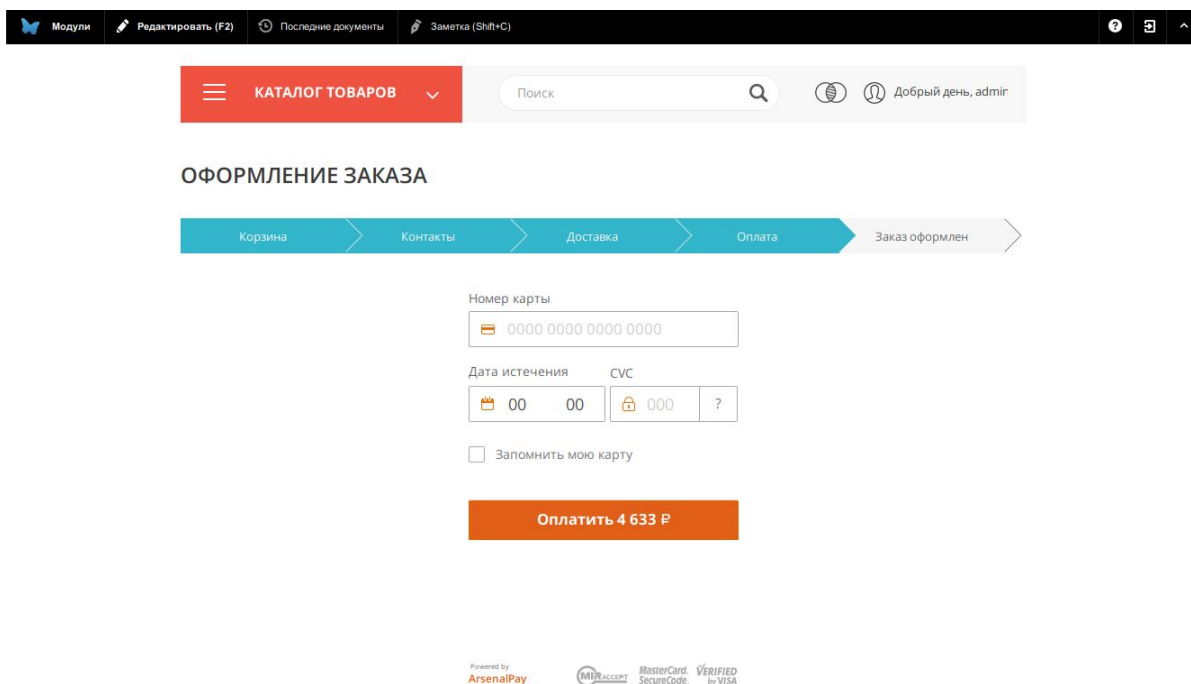 Модули Редактировать (F2) Последние документы Заметка (Shift+C)
КАТАЛОГ ТОВАРОВ Поиск Добрый день, admin
ОФОРМЛЕНИЕ ЗАКАЗА
Корзина Контакты Доставка Оплата Заказ оформлен
Номер карты
0000 0000 0000 0000
Дата истечения CVC
00 00 000 ?
Запомнить мою карту
Оплатить 4 633 ₽
Powered by
ArsenalPay
MIR ACCEPT
MasterCard.
SecureCode.
VERIFIED
by VISA